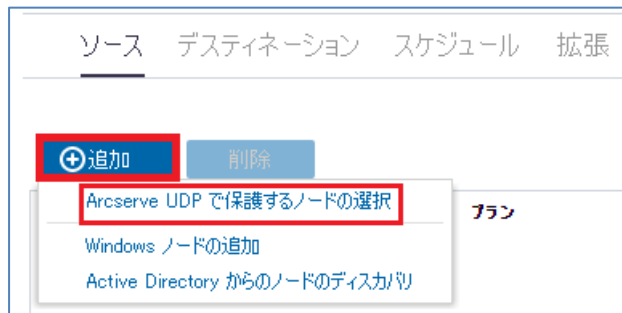 ソース デスティネーション スケジュール 拡張
追加 削除
Arcserve UDP で保護するノードの選択
プラン
Windows ノードの追加
Active Directory からのノードのディスカバリ